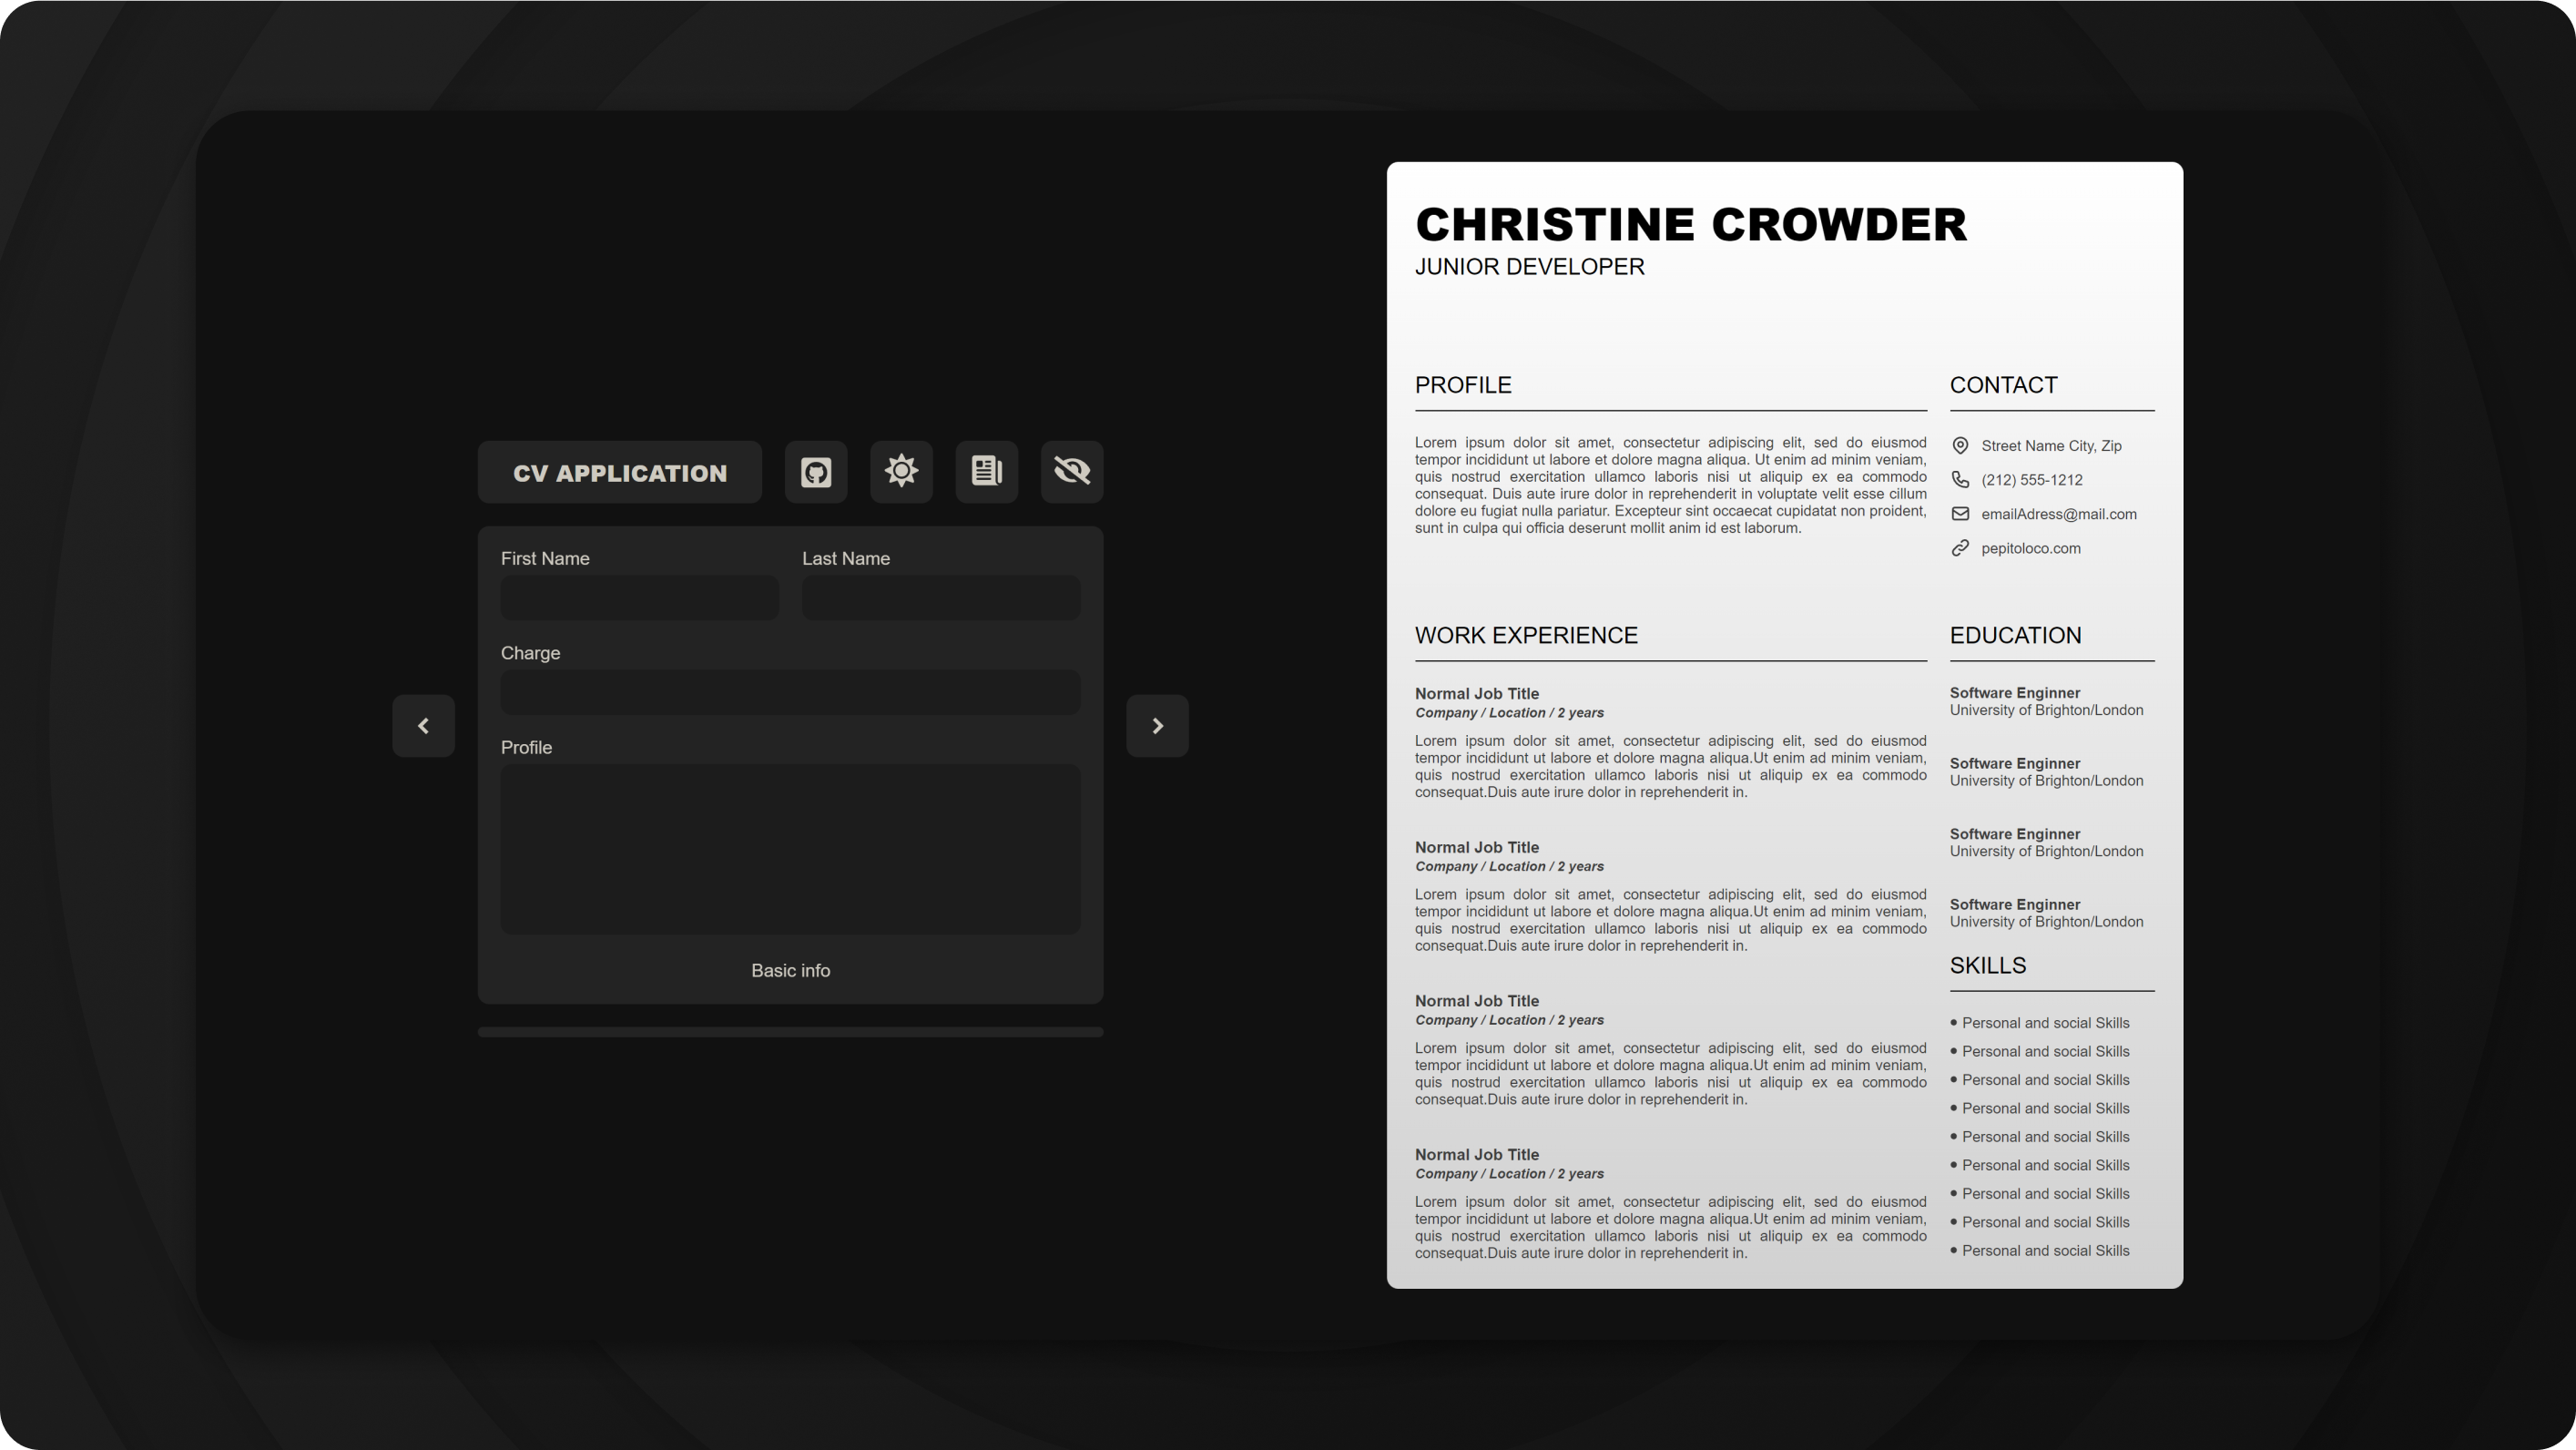 CV APPLICATION
First Name
Last Name
Charge
Profile
Basic info
CHRISTINE CROWDER
JUNIOR DEVELOPER
PROFILE
Lorem ipsum dolor sit amet, consectetur adipiscing elit, sed do eiusmod
tempor incididunt ut labore et dolore magna aliqua. Ut enim ad minim veniam,
quis nostrud exercitation ullamco laboris nisi ut aliquip ex ea commodo
consequat. Duis aute irure dolor in reprehenderit in voluptate velit esse cillum
dolore eu fugiat nulla pariatur. Excepteur sint occaecat cupidatat non proident,
sunt in culpa qui officia deserunt mollit anim id est laborum.
WORK EXPERIENCE
Normal Job Title
Company / Location / 2 years
Lorem ipsum dolor sit amet, consectetur adipiscing elit, sed do eiusmod
tempor incididunt ut labore et dolore magna aliqua.Ut enim ad minim veniam,
quis nostrud exercitation ullamco laboris nisi ut aliquip ex ea commodo
consequat.Duis aute irure dolor in reprehenderit in.
Normal Job Title
Company / Location / 2 years
Lorem ipsum dolor sit amet, consectetur adipiscing elit, sed do eiusmod
tempor incididunt ut labore et dolore magna aliqua.Ut enim ad minim veniam,
quis nostrud exercitation ullamco laboris nisi ut aliquip ex ea commodo
consequat.Duis aute irure dolor in reprehenderit in.
Normal Job Title
Company / Location / 2 years
Lorem ipsum dolor sit amet, consectetur adipiscing elit, sed do eiusmod
tempor incididunt ut labore et dolore magna aliqua.Ut enim ad minim veniam,
quis nostrud exercitation ullamco laboris nisi ut aliquip ex ea commodo
consequat.Duis aute irure dolor in reprehenderit in.
Normal Job Title
Company / Location / 2 years
Lorem ipsum dolor sit amet, consectetur adipiscing elit, sed do eiusmod
tempor incididunt ut labore et dolore magna aliqua.Ut enim ad minim veniam,
quis nostrud exercitation ullamco laboris nisi ut aliquip ex ea commodo
consequat.Duis aute irure dolor in reprehenderit in.
CONTACT
Street Name City, Zip
(212) 555-1212
emailAdress@mail.com
pepitoloco.com
EDUCATION
Software Enginner
University of Brighton/London
Software Enginner
University of Brighton/London
Software Enginner
University of Brighton/London
Software Enginner
University of Brighton/London
SKILLS
• Personal and social Skills
• Personal and social Skills
• Personal and social Skills
• Personal and social Skills
• Personal and social Skills
• Personal and social Skills
• Personal and social Skills
• Personal and social Skills
• Personal and social Skills